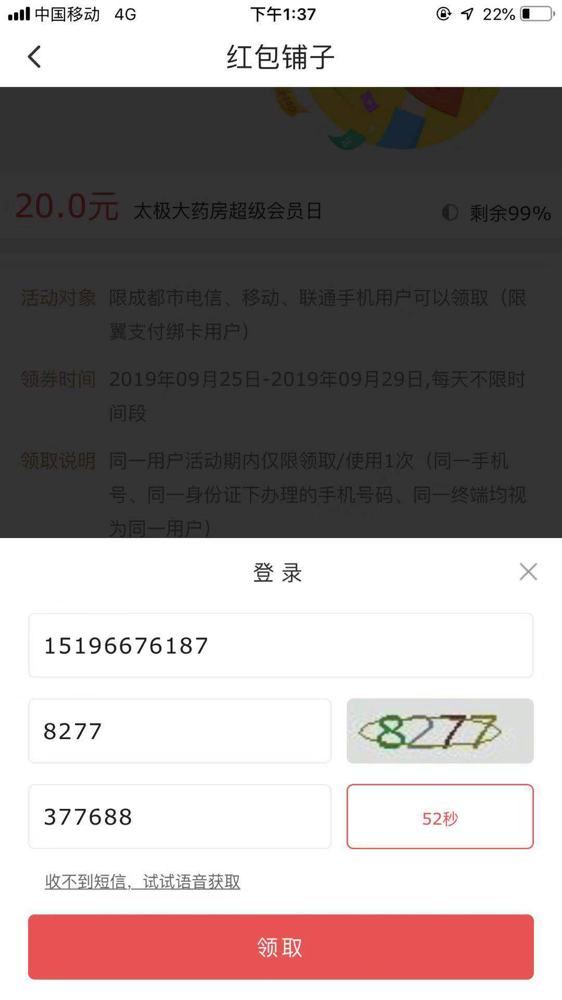 中国移动 4G 下午1:37 22%
红包铺子
20.0元 太极大药房超级会员日 剩余99%
活动对象 限成都市电信、移动、联通手机用户可以领取（限
翼支付绑卡用户）
领券时间 2019年09月25日-2019年09月29日,每天不限时
间段
领取说明 同一用户活动期内仅限领取/使用1次（同一手机
号、同一身份证下办理的手机号码、同一终端均视
为同一用户）
登录
15196676187
8277 8277
377688 52秒
收不到短信，试试语音获取
领取